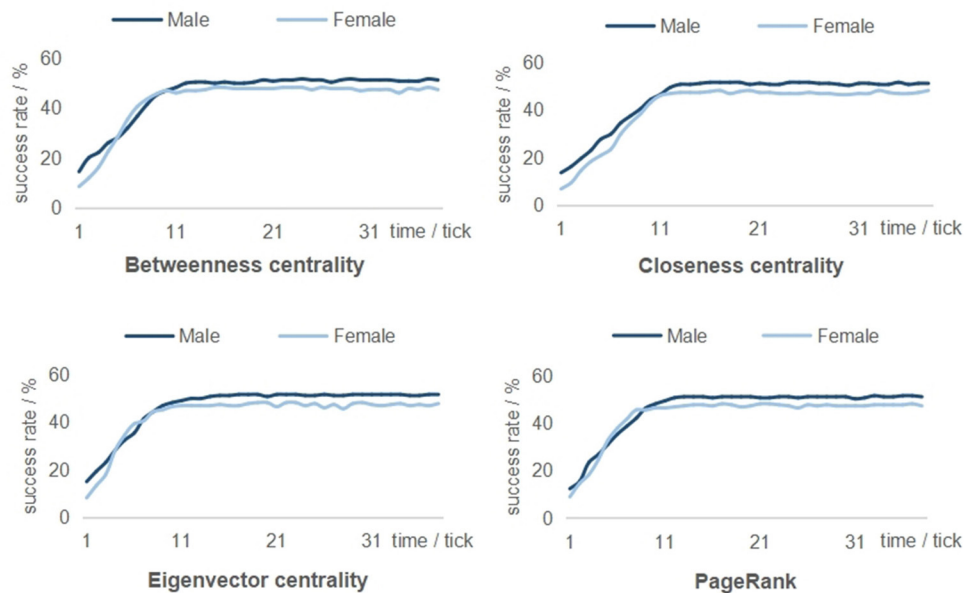 Male Female
success rate / %
60
40
20
0
1 11 21 31 time / tick
Betweenness centrality
Male Female
success rate / %
60
40
20
0
1 11 21 31 time / tick
Closeness centrality
Male Female
success rate / %
60
40
20
0
1 11 21 31 time / tick
Eigenvector centrality
Male Female
success rate / %
60
40
20
0
1 11 21 31 time / tick
PageRank